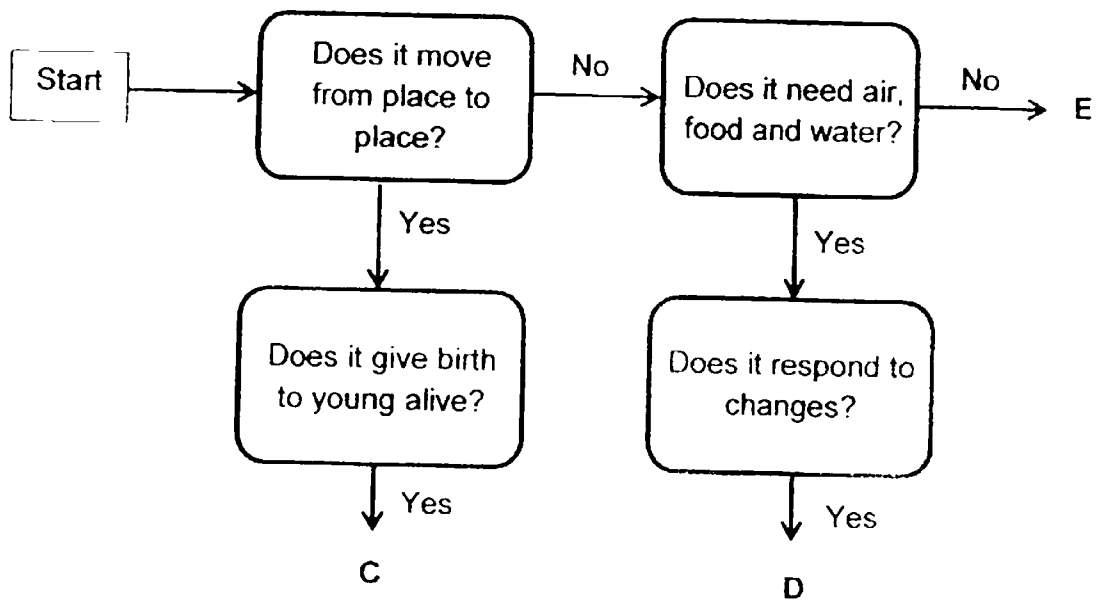 Start
Does it move
from place to
place?
No
Does it need air,
food and water?
No
E
Yes
Yes
Does it give birth
to young alive?
Does it respond to
changes?
Yes
Yes
C
D